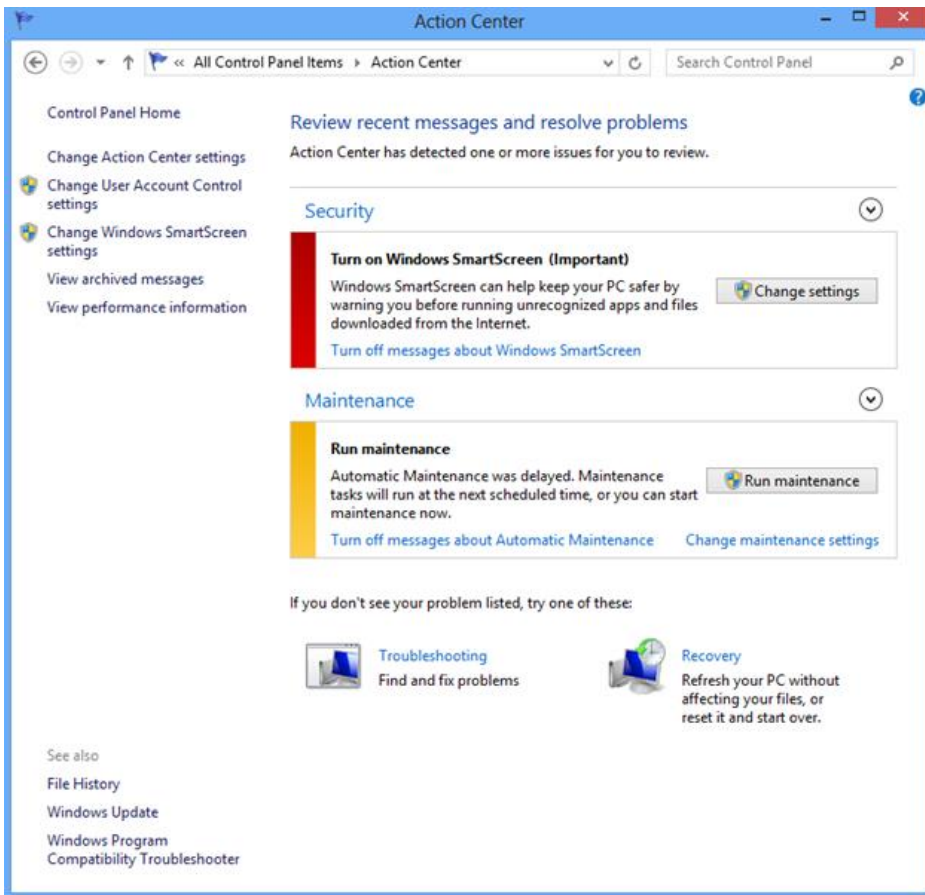 Action Center
« All Control Panel Items Action Center
Search Control Panel
Control Panel Home
Change Action Center settings
Change User Account Control
settings
Change Windows SmartScreen
settings
View archived messages
View performance information
Review recent messages and resolve problems
Action Center has detected one or more issues for you to review.
Security
Turn on Windows SmartScreen (Important)
Windows SmartScreen can help keep your PC safer by
warning you before running unrecognized apps and files
downloaded from the Internet.
Change settings
Turn off messages about Windows SmartScreen
Maintenance
Run maintenance
Automatic Maintenance was delayed. Maintenance
tasks will run at the next scheduled time, or you can start
maintenance now.
Run maintenance
Turn off messages about Automatic Maintenance
Change maintenance settings
If you don't see your problem listed, try one of these:
Troubleshooting
Find and fix problems
Recovery
Refresh your PC without
affecting your files, or
reset it and start over.
See also
File History
Windows Update
Windows Program
Compatibility Troubleshooter